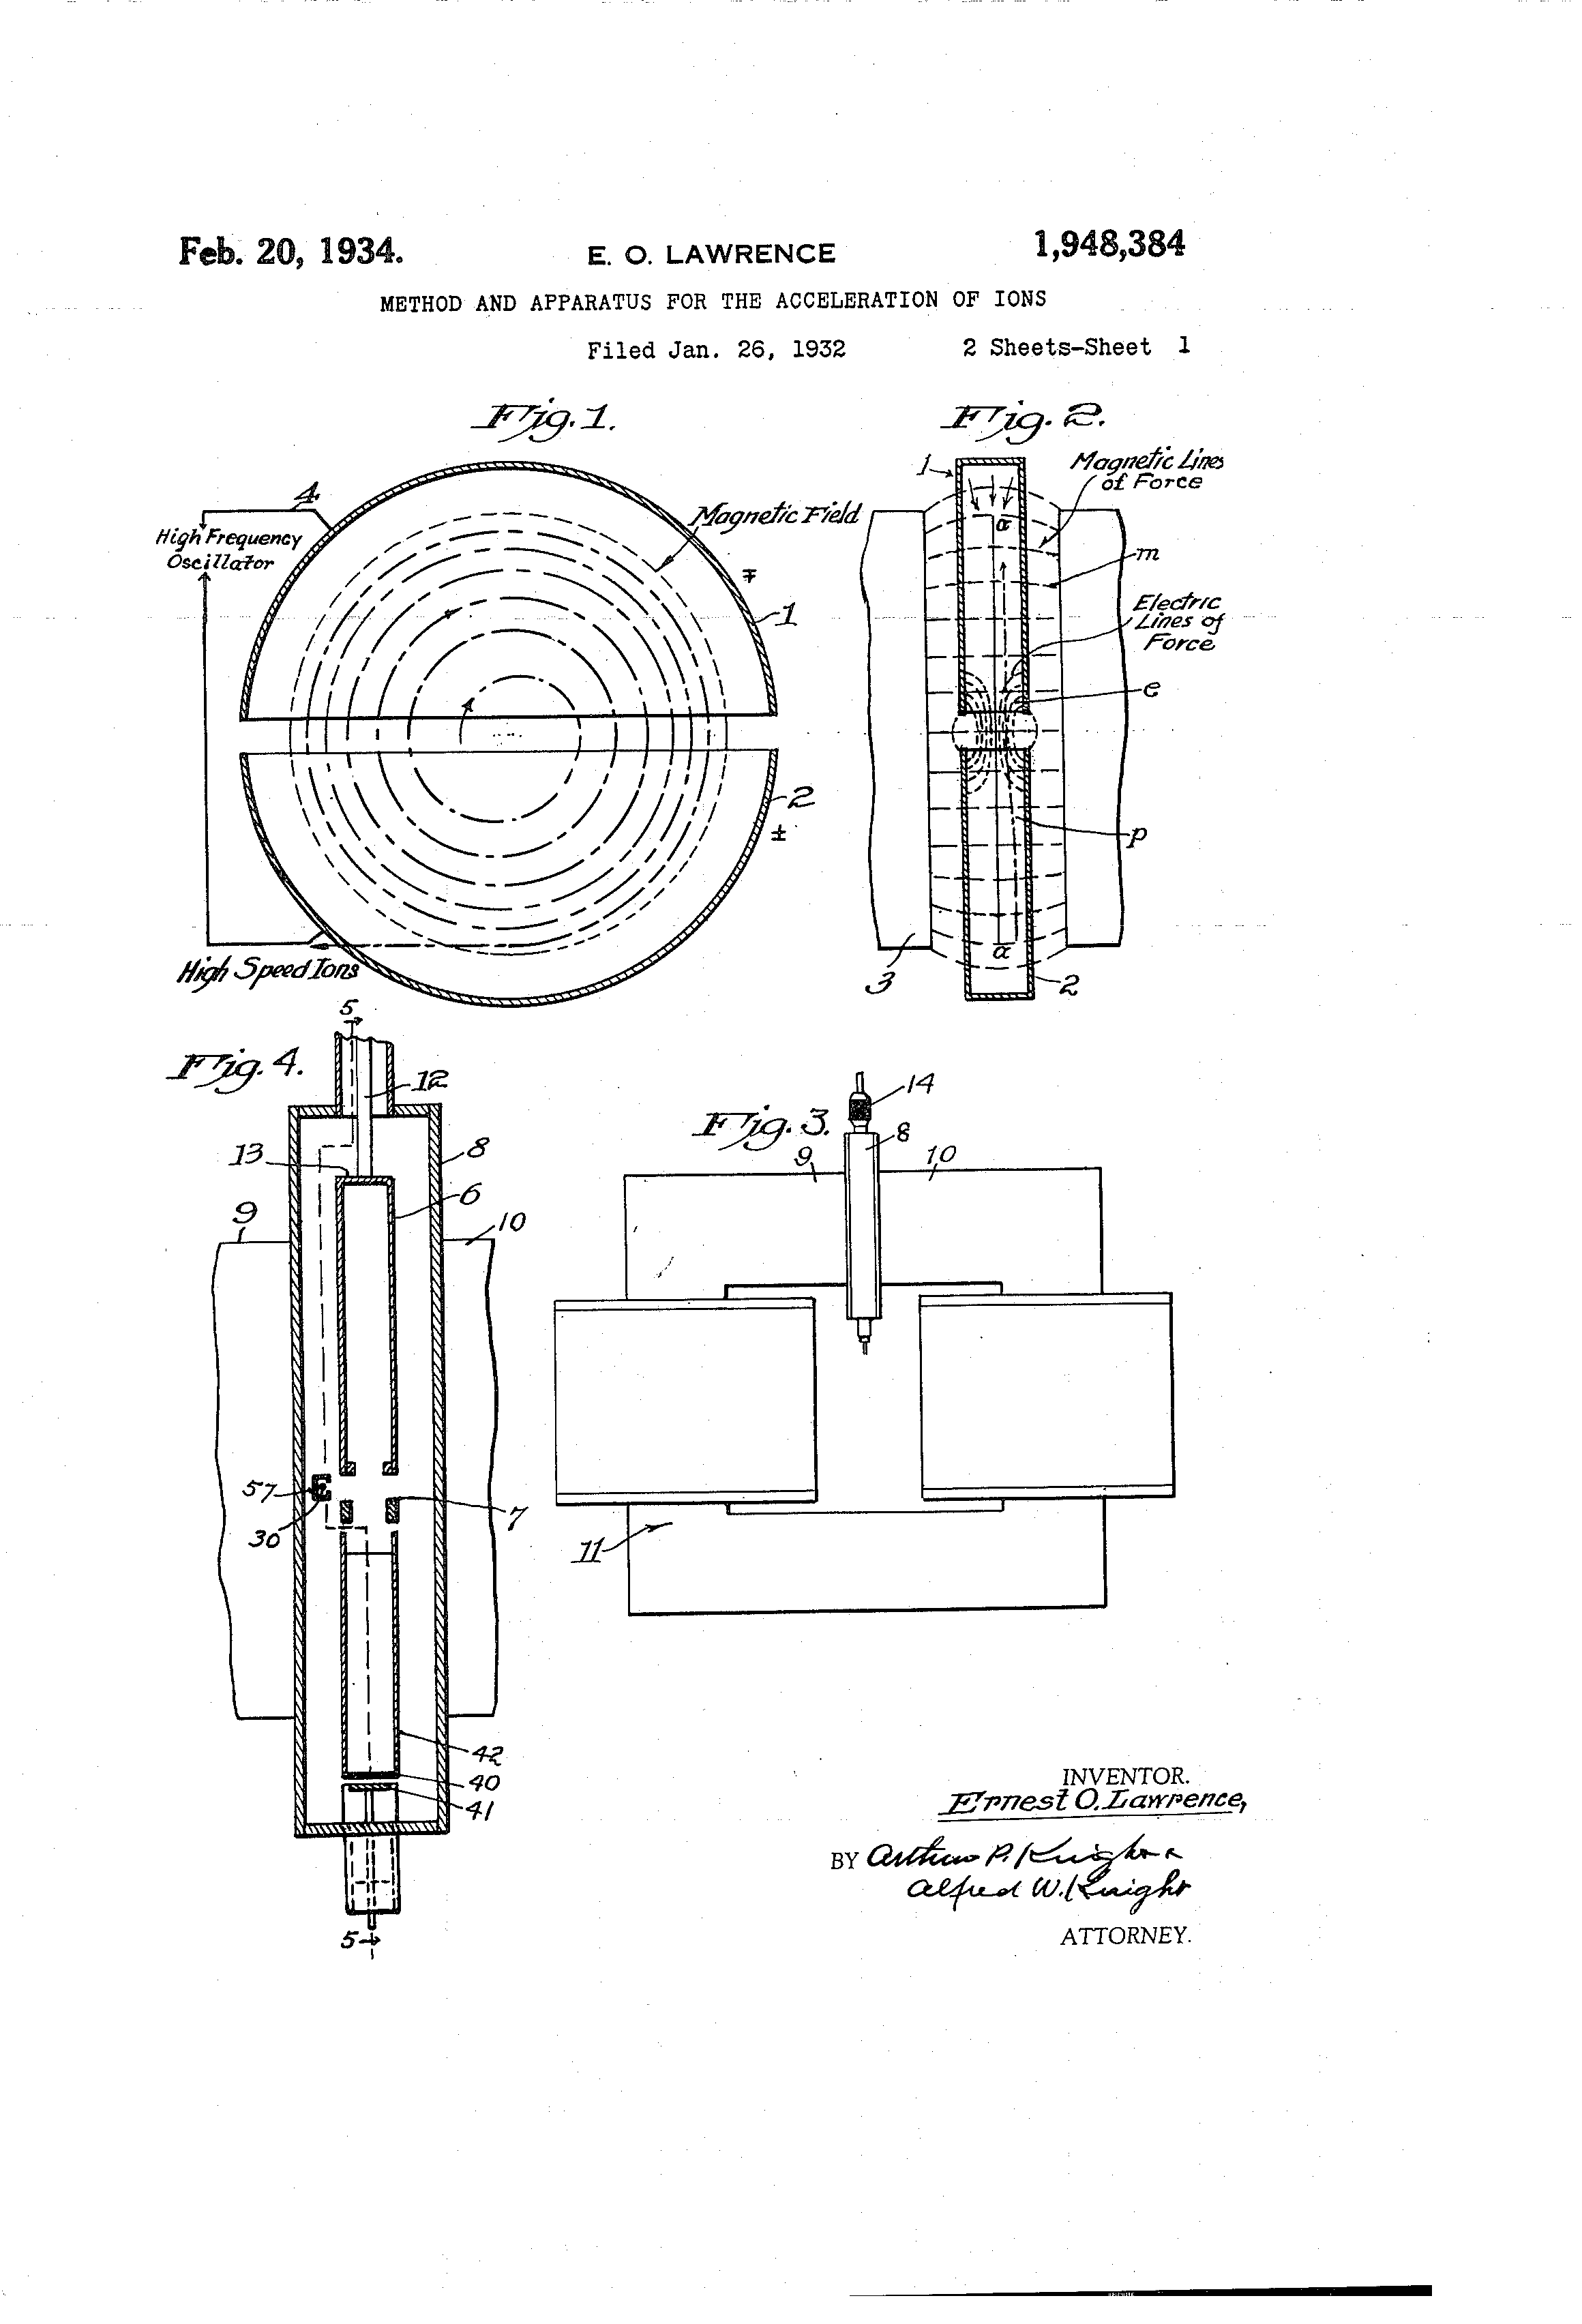 Feb. 20, 1934.
E. O. LAWRENCE
1,948,384
METHOD AND APPARATUS FOR THE ACCELERATION OF IONS
Filed Jan. 26, 1932
2 Sheets-Sheet 1
Fig. 1.
4
High Frequency
Oscillator
Magnetic Field
∓
1
2
±
High Speed Ions
Fig. 2.
1
Magnetic Lines
of Force
a
m
Electric
Lines of
Force
e
p
a
3
2
Fig. 4.
5
12
13
8
6
9
10
57
30
7
42
40
41
5
Fig. 3.
14
8
9
10
11
INVENTOR.
Ernest O. Lawrence,
BY Arthur P. Knight &
Alfred W. Knight
ATTORNEY.